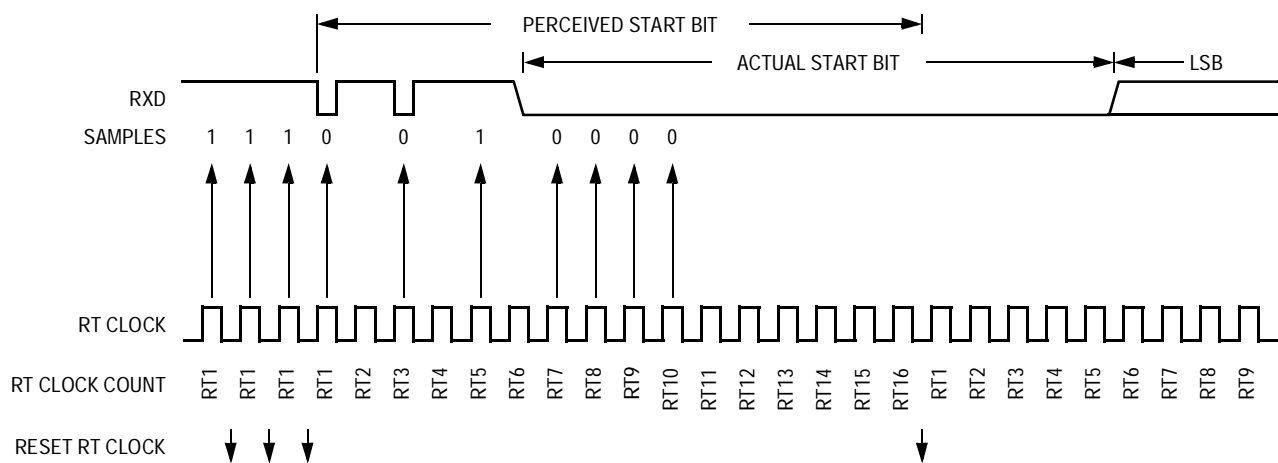 PERCEIVED START BIT
ACTUAL START BIT
LSB
RXD
SAMPLES 1 1 1 0 0 1 0 0 0 0
RT CLOCK
RT CLOCK COUNT RT1 RT1 RT1 RT1 RT2 RT3 RT4 RT5 RT6 RT7 RT8 RT9 RT10 RT11 RT12 RT13 RT14 RT15 RT16 RT1 RT2 RT3 RT4 RT5 RT6 RT7 RT8 RT9
RESET RT CLOCK